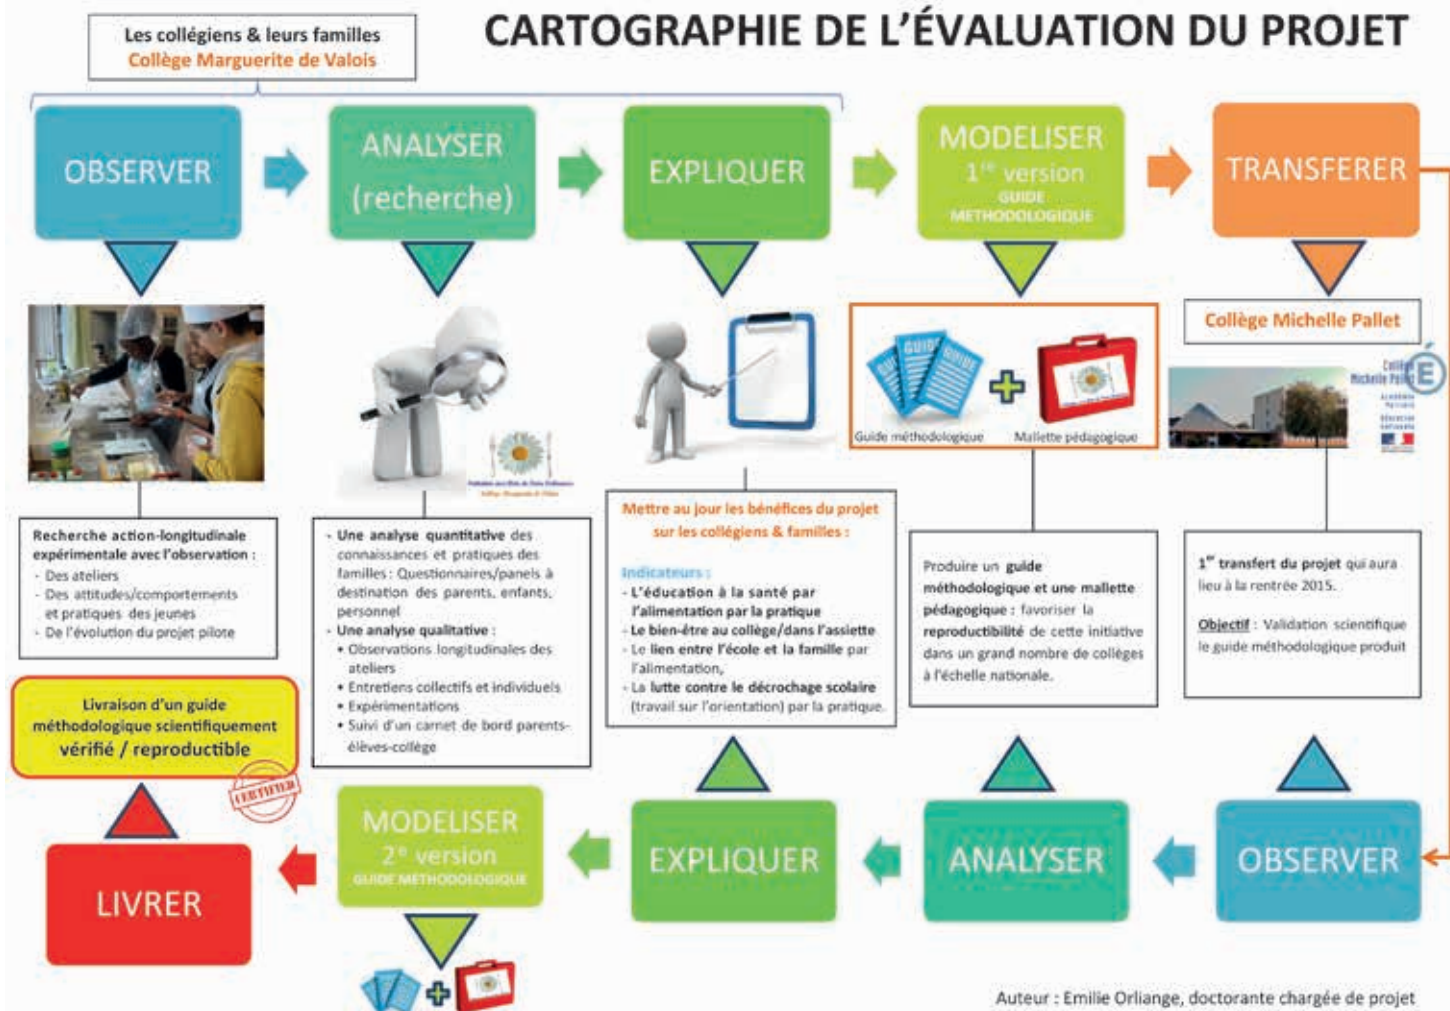 CARTOGRAPHIE DE L'ÉVALUATION DU PROJET
Les collégiens & leurs familles
Collège Marguerite de Valois
OBSERVER
ANALYSER
(recherche)
EXPLIQUER
MODELISER
1re version
GUIDE
METHODOLOGIQUE
TRANSFERER
Collège Michelle Pallet
Collège
Michelle Pallet
É
GUIDE
GUIDE
Guide méthodologique
Mallette pédagogique
Recherche action-longitudinale
expérimentale avec l'observation :
- Des ateliers
- Des attitudes/comportements
et pratiques des jeunes
- De l'évolution du projet pilote
- Une analyse quantitative des
connaissances et pratiques des
familles : Questionnaires/panels à
destination des parents, enfants,
personnel
- Une analyse qualitative :
• Observations longitudinales des
ateliers
• Entretiens collectifs et individuels
• Expérimentations
• Suivi d'un carnet de bord parents-
élèves-collège
Mettre au jour les bénéfices du projet
sur les collégiens & familles :
Indicateurs :
- L'éducation à la santé par
l'alimentation par la pratique
- Le bien-être au collège/dans l'assiette
- Le lien entre l'école et la famille par
l'alimentation,
- La lutte contre le décrochage scolaire
(travail sur l'orientation) par la pratique.
Produire un guide
méthodologique et une mallette
pédagogique : favoriser la
reproductibilité de cette initiative
dans un grand nombre de collèges
à l'échelle nationale.
1er transfert du projet qui aura
lieu à la rentrée 2015.
Objectif : Validation scientifique
le guide méthodologique produit
Livraison d'un guide
méthodologique scientifiquement
vérifié / reproductible
CERTIFIER
LIVRER
MODELISER
2e version
GUIDE METHODOLOGIQUE
EXPLIQUER
ANALYSER
OBSERVER
Auteur : Emilie Orliange, doctorante chargée de projet